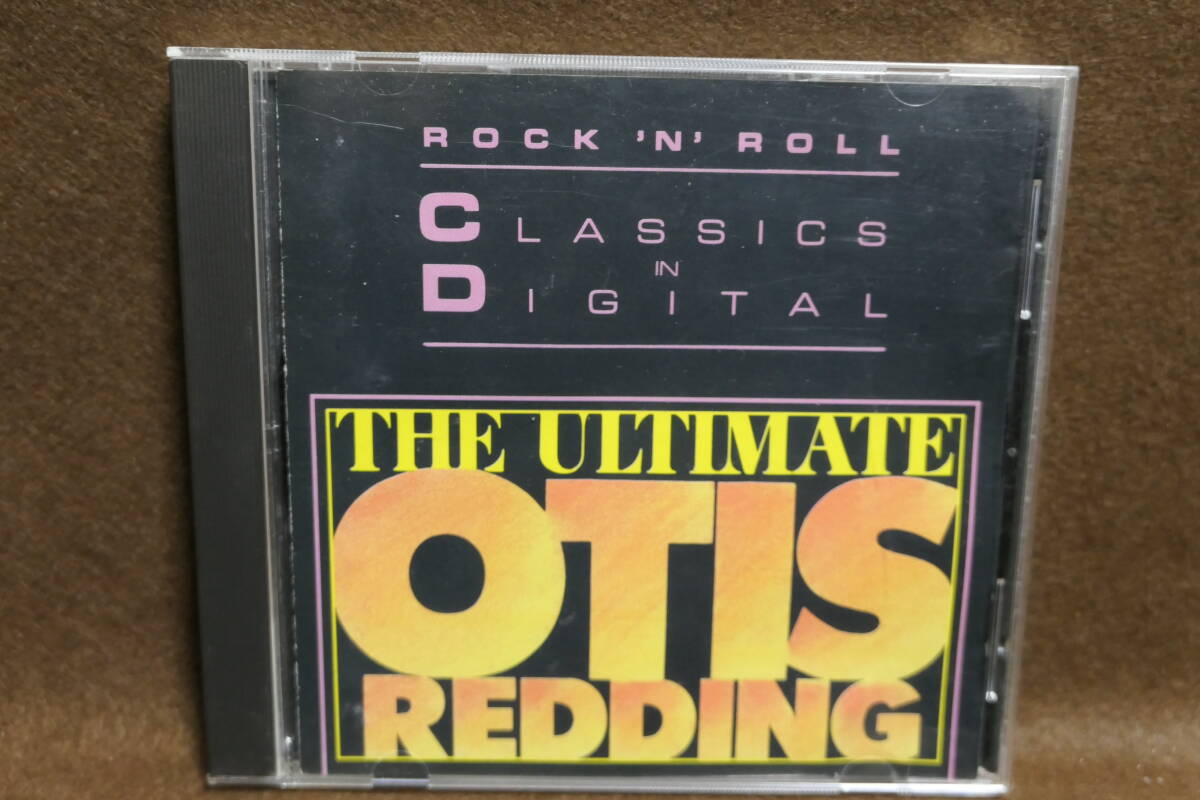 ROCK 'N' ROLL
CLASSICS
IN
DIGITAL
THE ULTIMATE
OTIS
REDDING